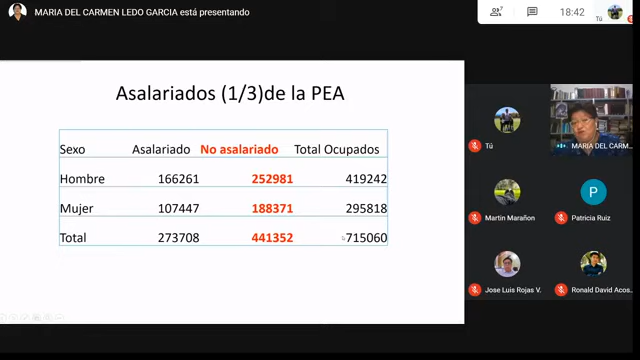 MARIA DEL CARMEN LEDO GARCIA está presentando
7
18:42
Tú
Asalariados (1/3)de la PEA
Sexo Asalariado No asalariado Total Ocupados
Hombre 166261 252981 419242
Mujer 107447 188371 295818
Total 273708 441352 715060
Tú
MARIA DEL CARM...
Martin Marañon
P
Patricia Ruiz
Jose Luis Rojas V.
Ronald David Acos...